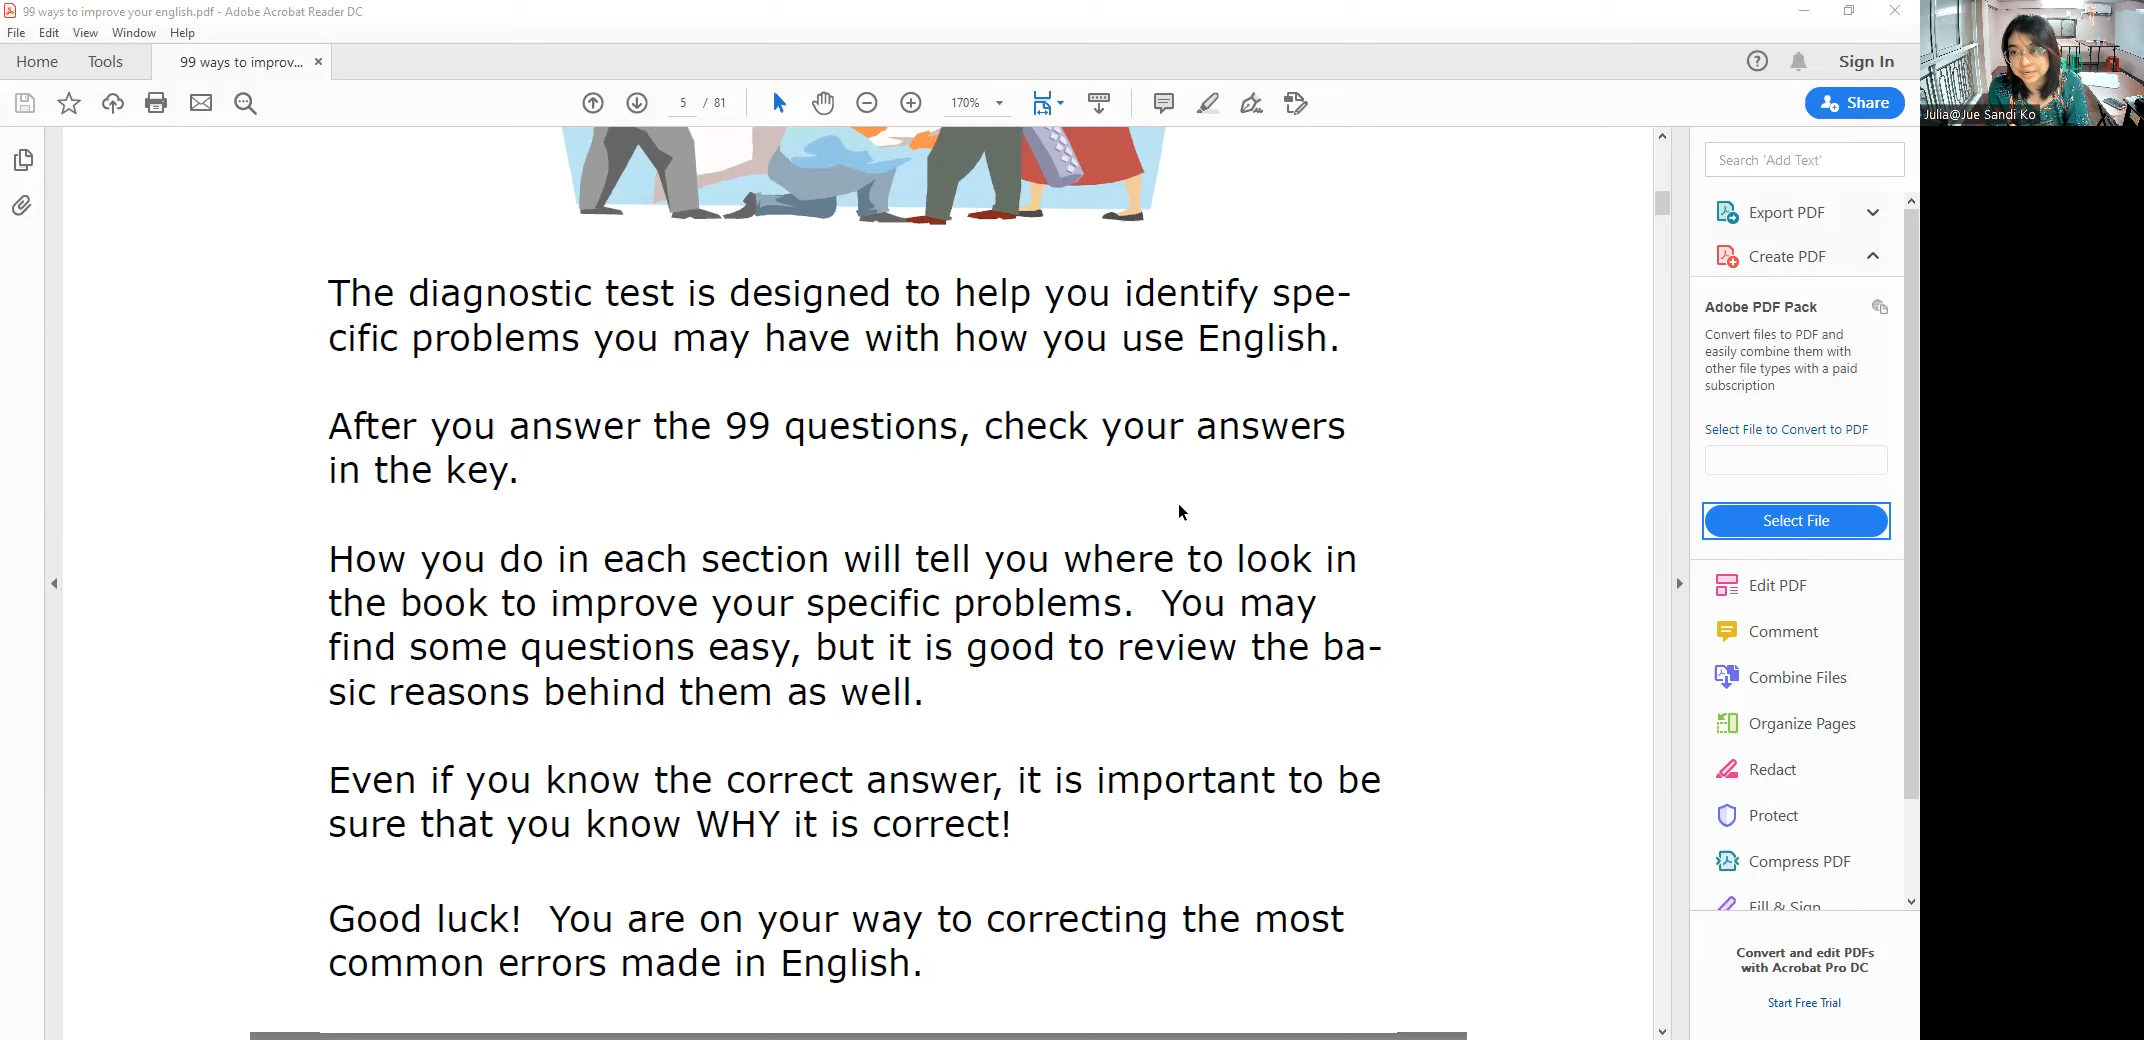 99 ways to improve your english.pdf - Adobe Acrobat Reader DC
File Edit View Window Help
Home Tools 99 ways to improv... ×
Sign In
5 / 81 170%
Share
Julia@Jue Sandi Ko
The diagnostic test is designed to help you identify spe-
cific problems you may have with how you use English.
After you answer the 99 questions, check your answers
in the key.
How you do in each section will tell you where to look in
the book to improve your specific problems. You may
find some questions easy, but it is good to review the ba-
sic reasons behind them as well.
Even if you know the correct answer, it is important to be
sure that you know WHY it is correct!
Good luck! You are on your way to correcting the most
common errors made in English.
Search 'Add Text'
Export PDF
Create PDF
Adobe PDF Pack
Convert files to PDF and
easily combine them with
other file types with a paid
subscription
Select File to Convert to PDF
Select File
Edit PDF
Comment
Combine Files
Organize Pages
Redact
Protect
Compress PDF
Fill & Sign
Convert and edit PDFs
with Acrobat Pro DC
Start Free Trial